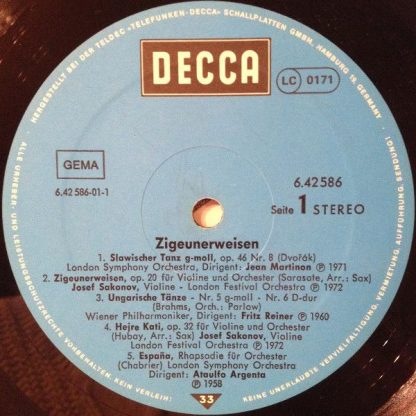 HERGESTELLT BEI DER TELDEC »TELEFUNKEN-DECCA« SCHALLPLATTEN GMBH, HAMBURG 19, GERMANY
DECCA
LC 0171
GEMA
6.42 586-01-1
6.42586
Seite 1 STEREO
Zigeunerweisen
1. Slawischer Tanz g-moll, op. 46 Nr. 8 (Dvořák)
London Symphony Orchestra, Dirigent: Jean Martinon Ⓟ 1971
2. Zigeunerweisen, op. 20 für Violine und Orchester (Sarasate, Arr.: Sax)
Josef Sakonov, Violine - London Festival Orchestra Ⓟ 1972
3. Ungarische Tänze - Nr. 5 g-moll - Nr. 6 D-dur
(Brahms, Orch.: Parlow)
Wiener Philharmoniker, Dirigent: Fritz Reiner Ⓟ 1960
4. Hejre Kati, op. 32 für Violine und Orchester
(Hubay, Arr.: Sax) Josef Sakonov, Violine
London Festival Orchestra Ⓟ 1972
5. España, Rhapsodie für Orchester
(Chabrier) London Symphony Orchestra
Dirigent: Ataulfo Argenta
Ⓟ 1958
33
ALLE URHEBER- UND LEISTUNGSSCHUTZRECHTE VORBEHALTEN. KEIN VERLEIH!
KEINE UNERLAUBTE VERVIELFÄLTIGUNG, VERMIETUNG, AUFFÜHRUNG, SENDUNG!